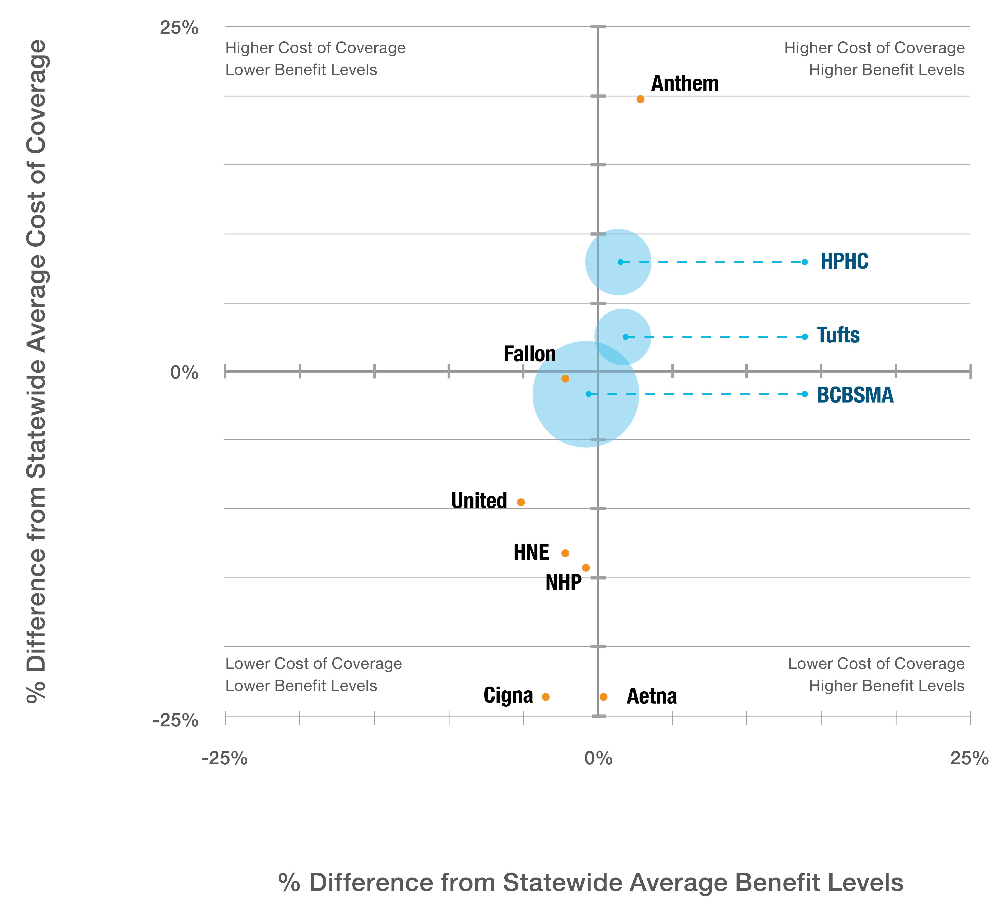 % Difference from Statewide Average Cost of Coverage
25%
Higher Cost of Coverage
Lower Benefit Levels
Higher Cost of Coverage
Higher Benefit Levels
Anthem
HPHC
Tufts
Fallon
0%
BCBSMA
United
HNE
NHP
Lower Cost of Coverage
Lower Benefit Levels
Lower Cost of Coverage
Higher Benefit Levels
Cigna
Aetna
-25%
-25%
0%
25%
% Difference from Statewide Average Benefit Levels